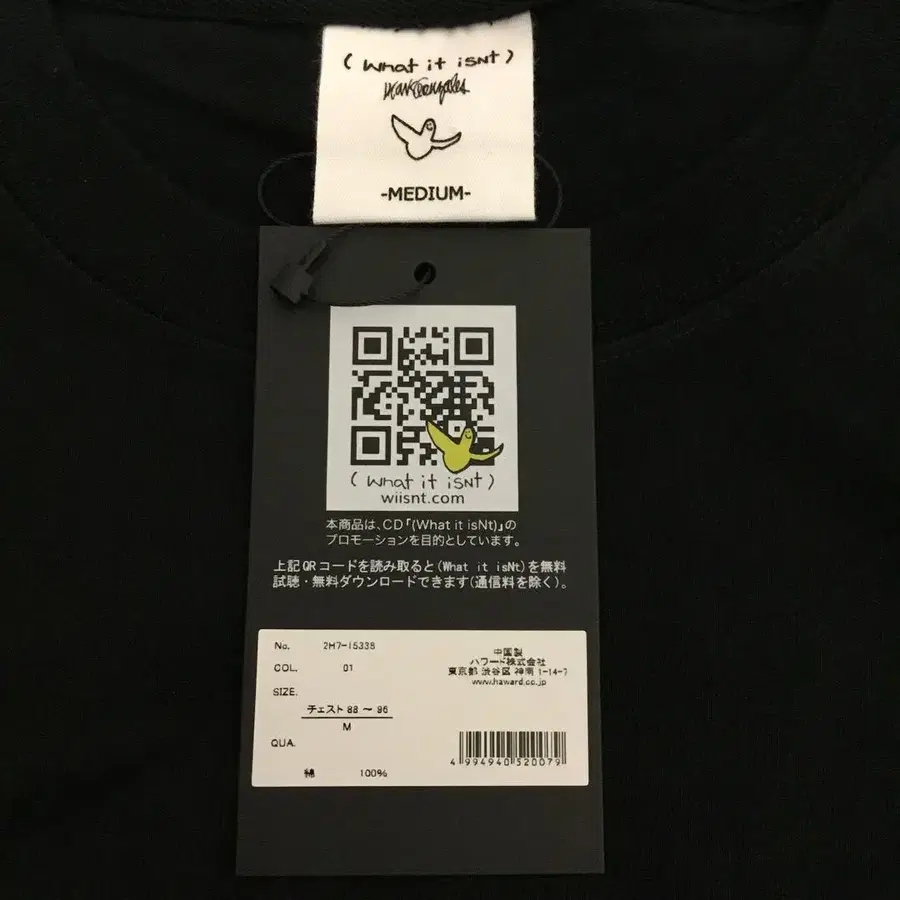 (What it isNt)
MarkGonzales
-MEDIUM-
(What it isNt)
wiisnt.com
本商品は、CD「(What it isNt)」の
プロモーションを目的としています。
上記QRコードを読み取ると(What it isNt)を無料
試聴・無料ダウンロードできます(通信料を除く)。
No. 2H7-15338
COL. 01
SIZE.
チェスト 88 ～ 96
M
QUA.
綿 100%
中国製
ハワード株式会社
東京都 渋谷区 神南 1-14-7
www.haward.co.jp
4994940520079